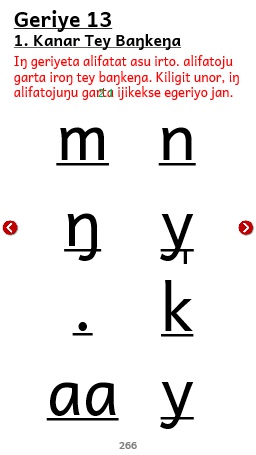 Geriye 13
1. Kanar Tey Baŋkeŋa
Iŋ geriyeta alifatat asu irto. alifatoju
garta iroŋ tey baŋkeŋa. Kiligit unor, iŋ
alifatojuŋu garta ijikekse egeriyo jan.
m n
ŋ y̱
. k
aa y
266